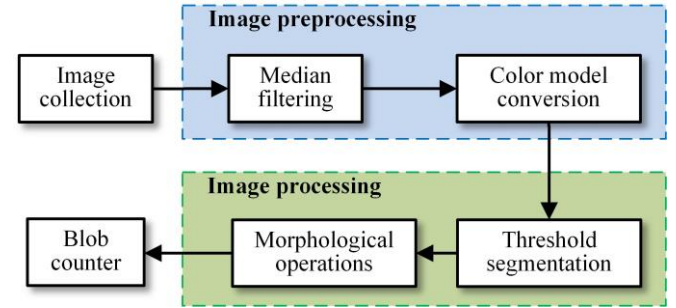 Image preprocessing
Image
collection
Median
filtering
Color model
conversion
Image processing
Blob
counter
Morphological
operations
Threshold
segmentation